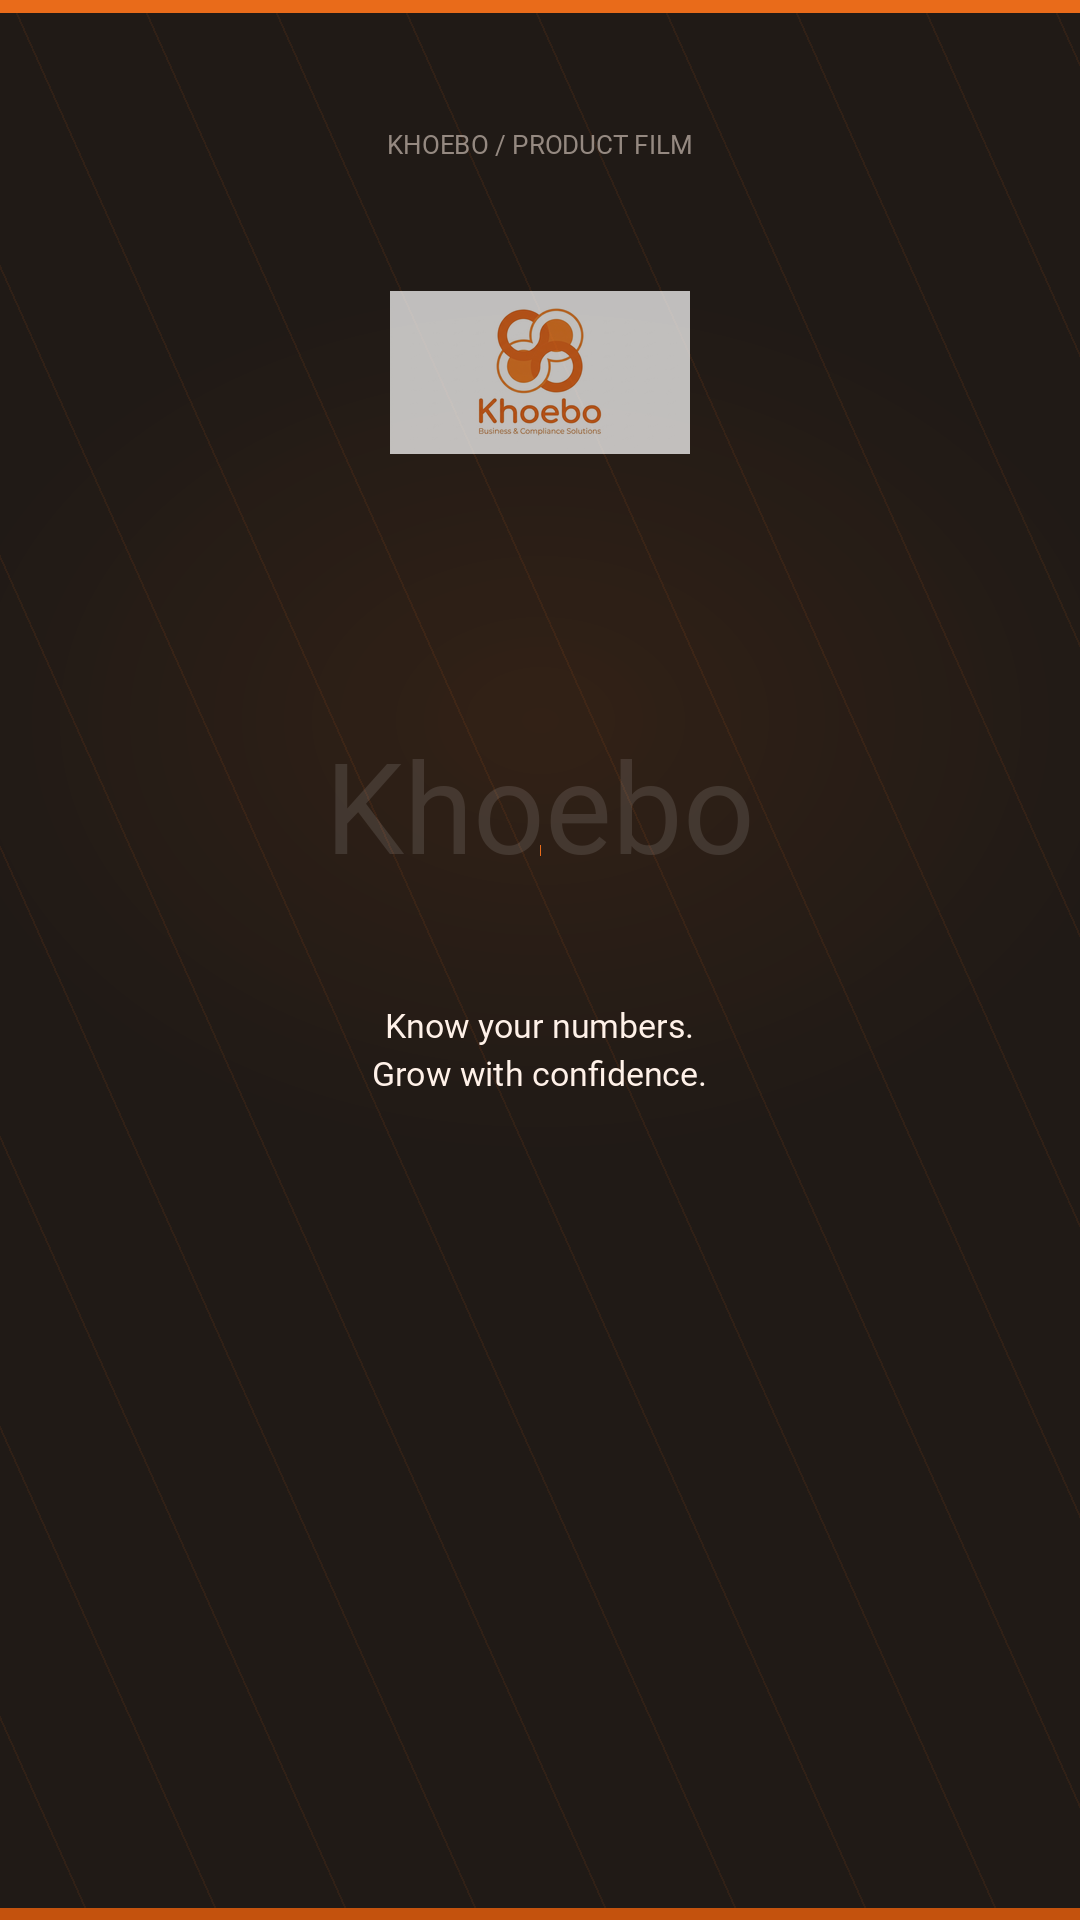 KHOEBO / PRODUCT FILM
Khoebo
Business & Compliance Solutions
Khoebo
Know your numbers.
Grow with confidence.